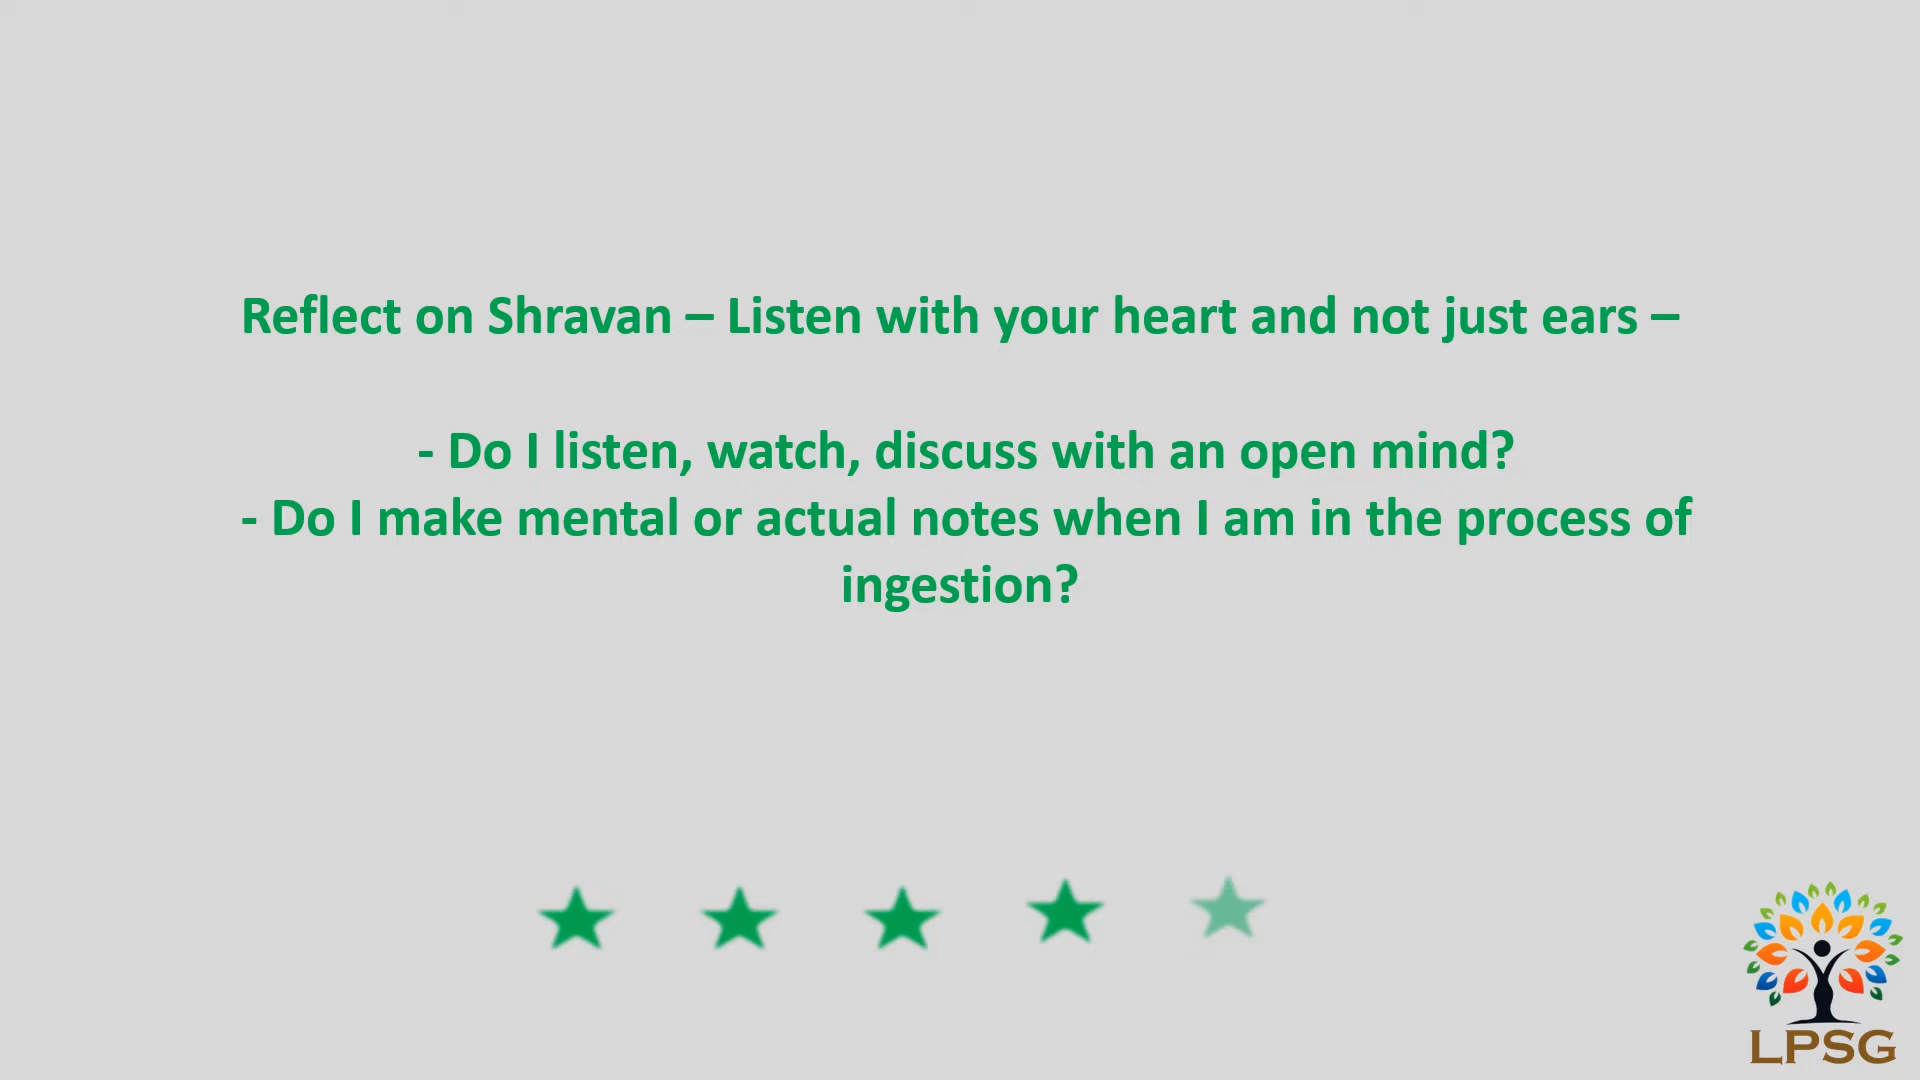 Reflect on Shravan – Listen with your heart and not just ears –
- Do I listen, watch, discuss with an open mind?
- Do I make mental or actual notes when I am in the process of
ingestion?
LPSG